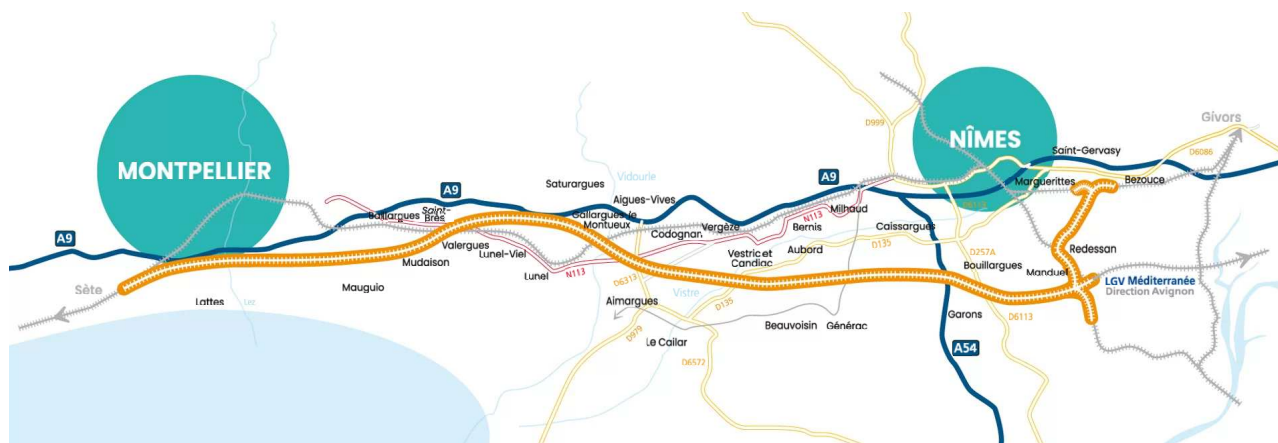 MONTPELLIER
NÎMES
Givors
D999
D6086
Saint-Gervasy
Marguerittes
Bezouce
A9
A9
A9
Vidourle
Saturargues
Aigues-Vives
Baillargues
Saint-
Brès
Gallargues le
Montueux
Codognan
Vergèze
N113
Milhaud
Bernis
Caissargues
D135
D257A
Redessan
Valergues
Lunel-Viel
Mudaison
Lunel
N113
Vestric et
Candiac
Aubord
Bouillargues
Manduel
LGV Méditerranée
Direction Avignon
Sète
Lattes
Lez
Mauguio
D6313
Vistre
D135
Aimargues
Beauvoisin
Générac
Garons
D6113
D979
Le Cailar
D6572
A54